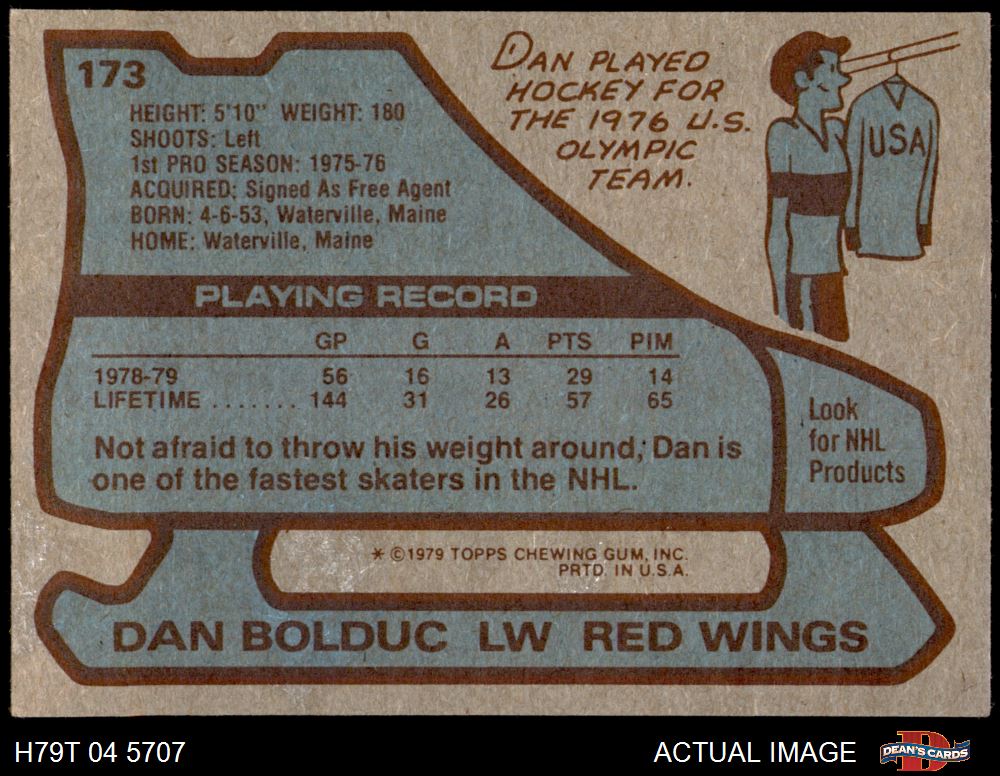 173
HEIGHT: 5'10" WEIGHT: 180
SHOOTS: Left
1st PRO SEASON: 1975-76
ACQUIRED: Signed As Free Agent
BORN: 4-6-53, Waterville, Maine
HOME: Waterville, Maine
DAN PLAYED
HOCKEY FOR
THE 1976 U.S.
OLYMPIC
TEAM.
USA
PLAYING RECORD
GP G A PTS PIM
1978-79 56 16 13 29 14
LIFETIME ....... 144 31 26 57 65
Not afraid to throw his weight around, Dan is
one of the fastest skaters in the NHL.
Look
for NHL
Products
* ©1979 TOPPS CHEWING GUM, INC.
PRTD. IN U.S.A.
DAN BOLDUC LW RED WINGS
H79T 04 5707
ACTUAL IMAGE
DEAN'S CARDS